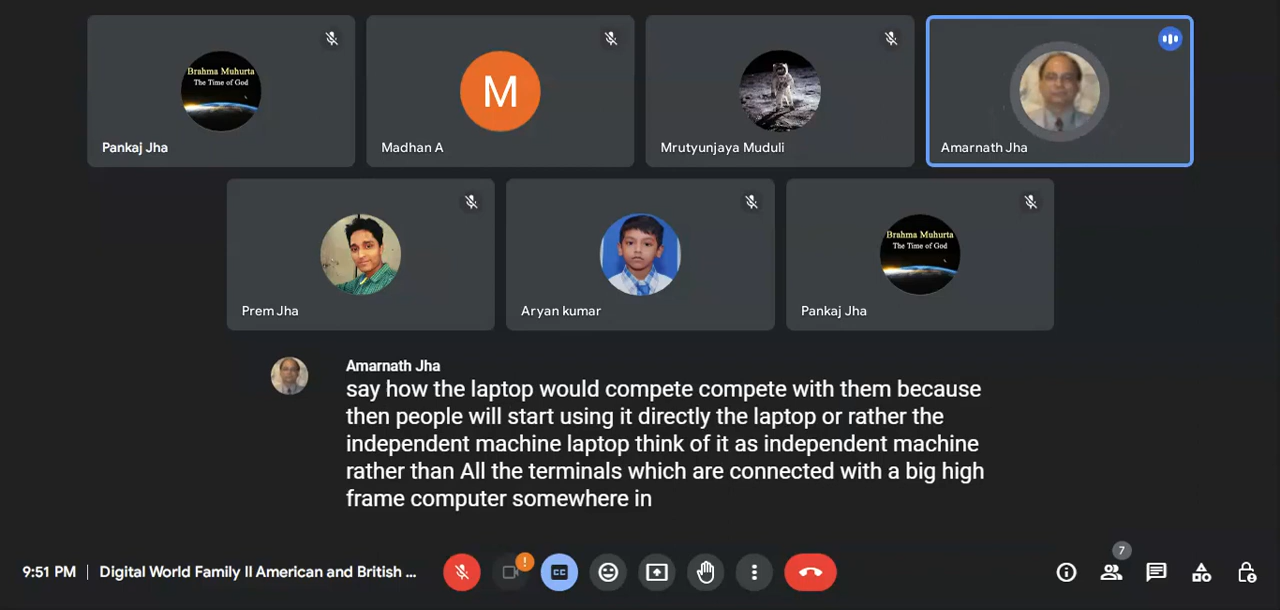 Brahma Muhurta
The Time of God
Pankaj Jha
M
Madhan A
Mrutyunjaya Muduli
Amarnath Jha
Prem Jha
Aryan kumar
Brahma Muhurta
The Time of God
Pankaj Jha
Amarnath Jha
say how the laptop would compete compete with them because
then people will start using it directly the laptop or rather the
independent machine laptop think of it as independent machine
rather than All the terminals which are connected with a big high
frame computer somewhere in
9:51 PM | Digital World Family II American and British ...
!
CC
7